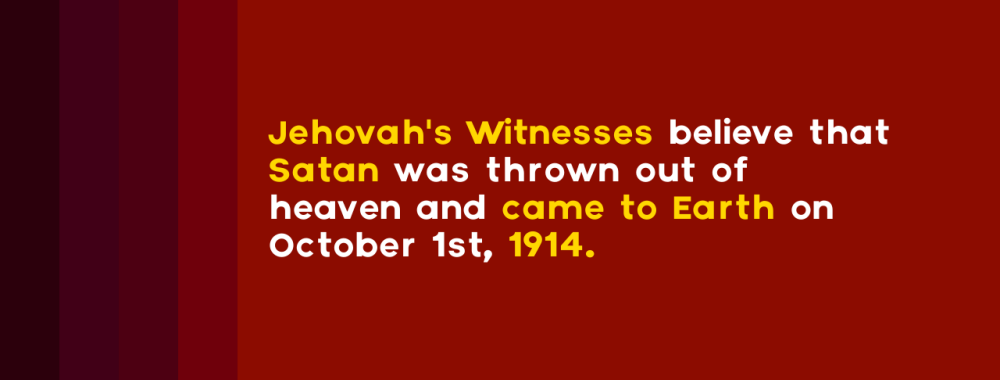 Jehovah's Witnesses believe that
Satan was thrown out of
heaven and came to Earth on
October 1st, 1914.